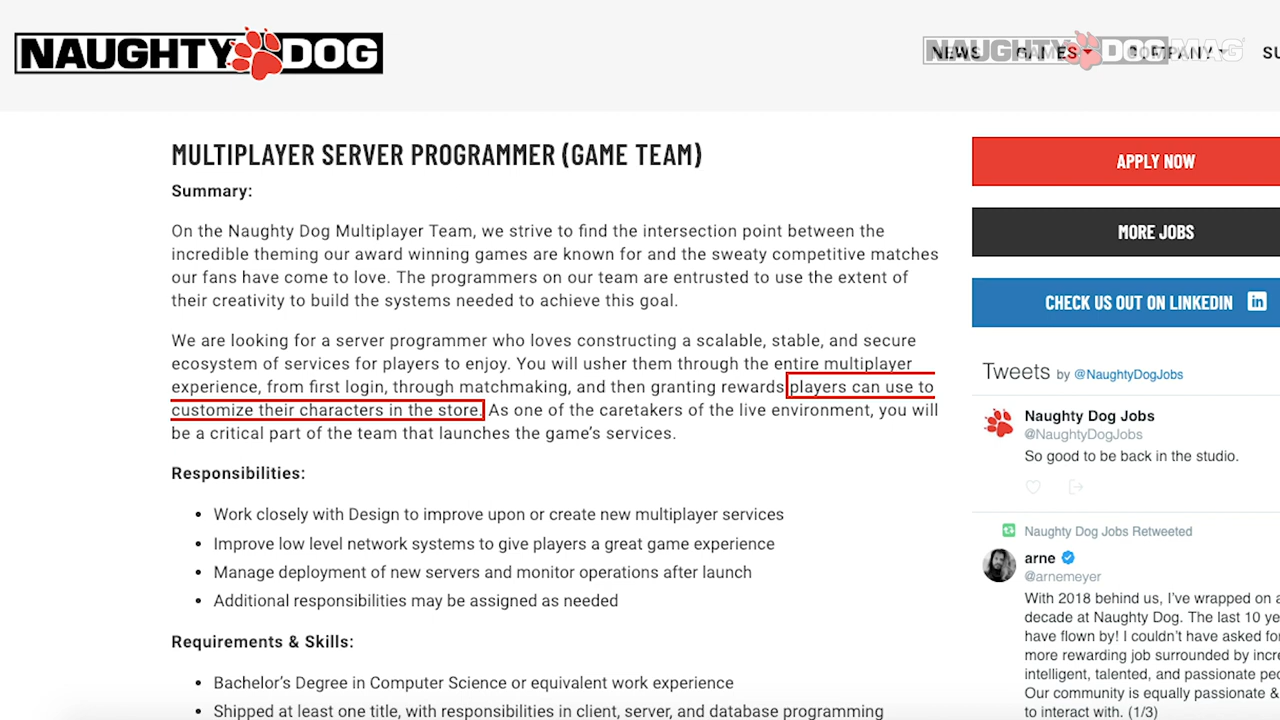 NAUGHTY DOG
NEWS GAMES COMPANY SU
NAUGHTY DOG MAG
MULTIPLAYER SERVER PROGRAMMER (GAME TEAM)
Summary:
On the Naughty Dog Multiplayer Team, we strive to find the intersection point between the
incredible theming our award winning games are known for and the sweaty competitive matches
our fans have come to love. The programmers on our team are entrusted to use the extent of
their creativity to build the systems needed to achieve this goal.
We are looking for a server programmer who loves constructing a scalable, stable, and secure
ecosystem of services for players to enjoy. You will usher them through the entire multiplayer
experience, from first login, through matchmaking, and then granting rewards players can use to
customize their characters in the store. As one of the caretakers of the live environment, you will
be a critical part of the team that launches the game's services.
Responsibilities:
• Work closely with Design to improve upon or create new multiplayer services
• Improve low level network systems to give players a great game experience
• Manage deployment of new servers and monitor operations after launch
• Additional responsibilities may be assigned as needed
Requirements & Skills:
• Bachelor's Degree in Computer Science or equivalent work experience
• Shipped at least one title, with responsibilities in client, server, and database programming
APPLY NOW
MORE JOBS
CHECK US OUT ON LINKEDIN in
Tweets by @NaughtyDogJobs
Naughty Dog Jobs
@NaughtyDogJobs
So good to be back in the studio.
Naughty Dog Jobs Retweeted
arne
@arnemeyer
With 2018 behind us, I've wrapped on a
decade at Naughty Dog. The last 10 ye
have flown by! I couldn't have asked for
more rewarding job surrounded by incre
intelligent, talented, and passionate peo
Our community is equally passionate &
to interact with. (1/3)